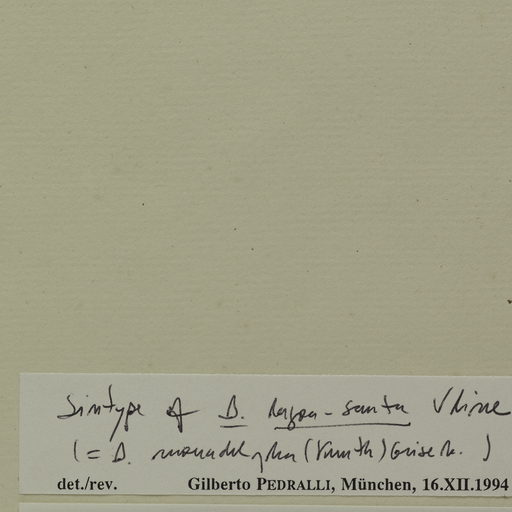 Sintype of D. lagoa-santa Uline
(= D. monadelpha (Kunth) Griseb. )
det./rev. Gilberto PEDRALLI, München, 16.XII.1994